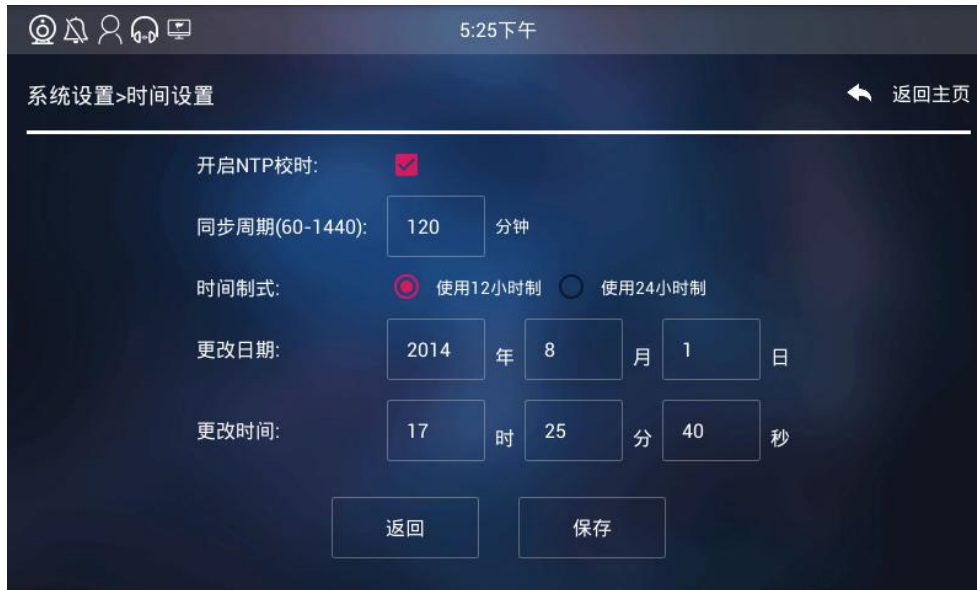 5:25下午
系统设置>时间设置 返回主页
开启NTP校时:
同步周期(60-1440): 120 分钟
时间制式: 使用12小时制 使用24小时制
更改日期: 2014 年 8 月 1 日
更改时间: 17 时 25 分 40 秒
返回 保存